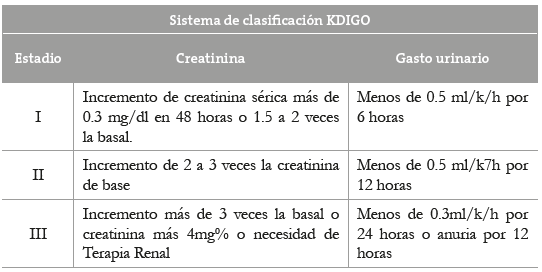 Sistema de clasificación KDIGO
Estadio Creatinina Gasto urinario
I
Incremento de creatinina sérica más de
0.3 mg/dl en 48 horas o 1.5 a 2 veces
la basal.
Menos de 0.5 ml/k/h por
6 horas
II
Incremento de 2 a 3 veces la creatinina
de base
Menos de 0.5 ml/k7h por
12 horas
III
Incremento más de 3 veces la basal o
creatinina más 4mg% o necesidad de
Terapia Renal
Menos de 0.3ml/k/h por
24 horas o anuria por 12
horas